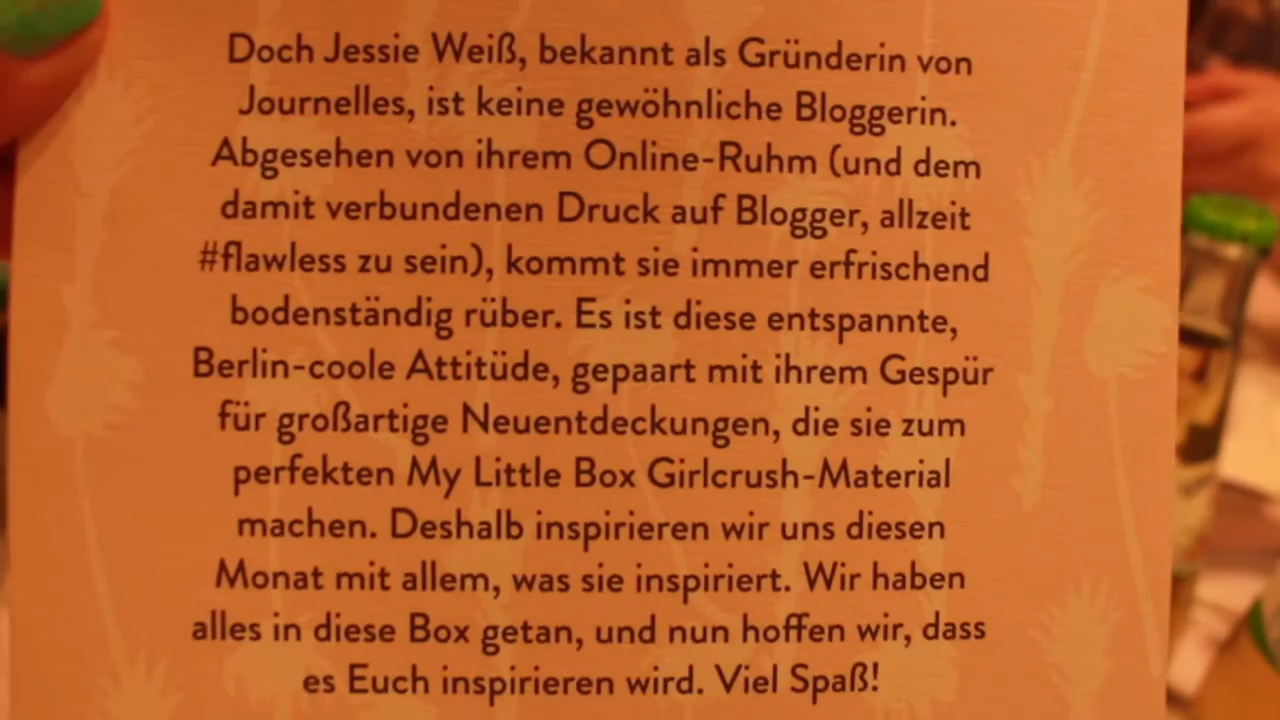 Doch Jessie Weiß, bekannt als Gründerin von
Journelles, ist keine gewöhnliche Bloggerin.
Abgesehen von ihrem Online-Ruhm (und dem
damit verbundenen Druck auf Blogger, allzeit
#flawless zu sein), kommt sie immer erfrischend
bodenständig rüber. Es ist diese entspannte,
Berlin-coole Attitüde, gepaart mit ihrem Gespür
für großartige Neuentdeckungen, die sie zum
perfekten My Little Box Girlcrush-Material
machen. Deshalb inspirieren wir uns diesen
Monat mit allem, was sie inspiriert. Wir haben
alles in diese Box getan, und nun hoffen wir, dass
es Euch inspirieren wird. Viel Spaß!